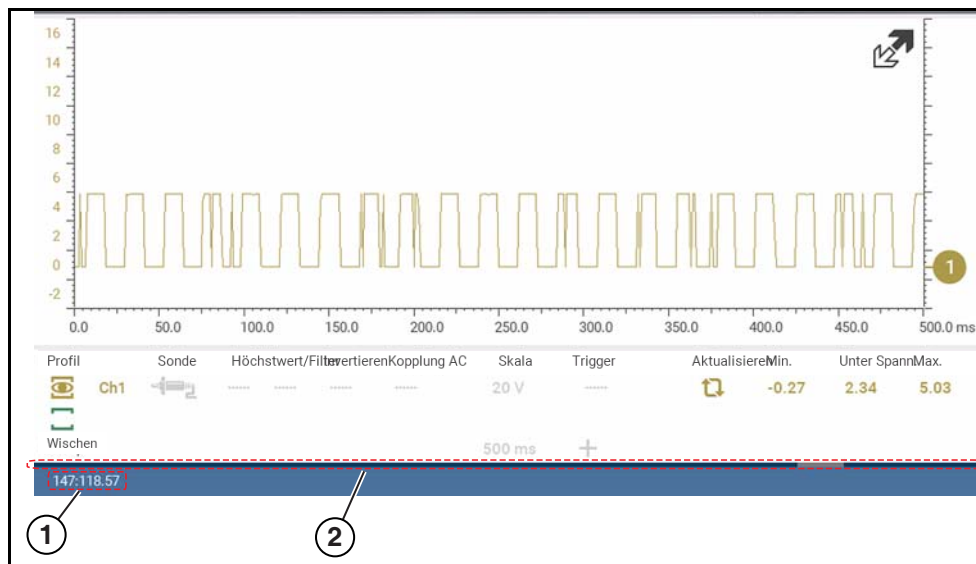 16
14
12
10
8
6
4
2
0
-2
1
0.0 50.0 100.0 150.0 200.0 250.0 300.0 350.0 400.0 450.0 500.0 ms
Profil Sonde Höchstwert/Filter Invertieren Kopplung AC Skala Trigger Aktualisieren Min. Unter Spann Max.
Ch1 ------ ------ ------ 20 V ------ -0.27 2.34 5.03
Wischen
500 ms +
147:118.57
1 2